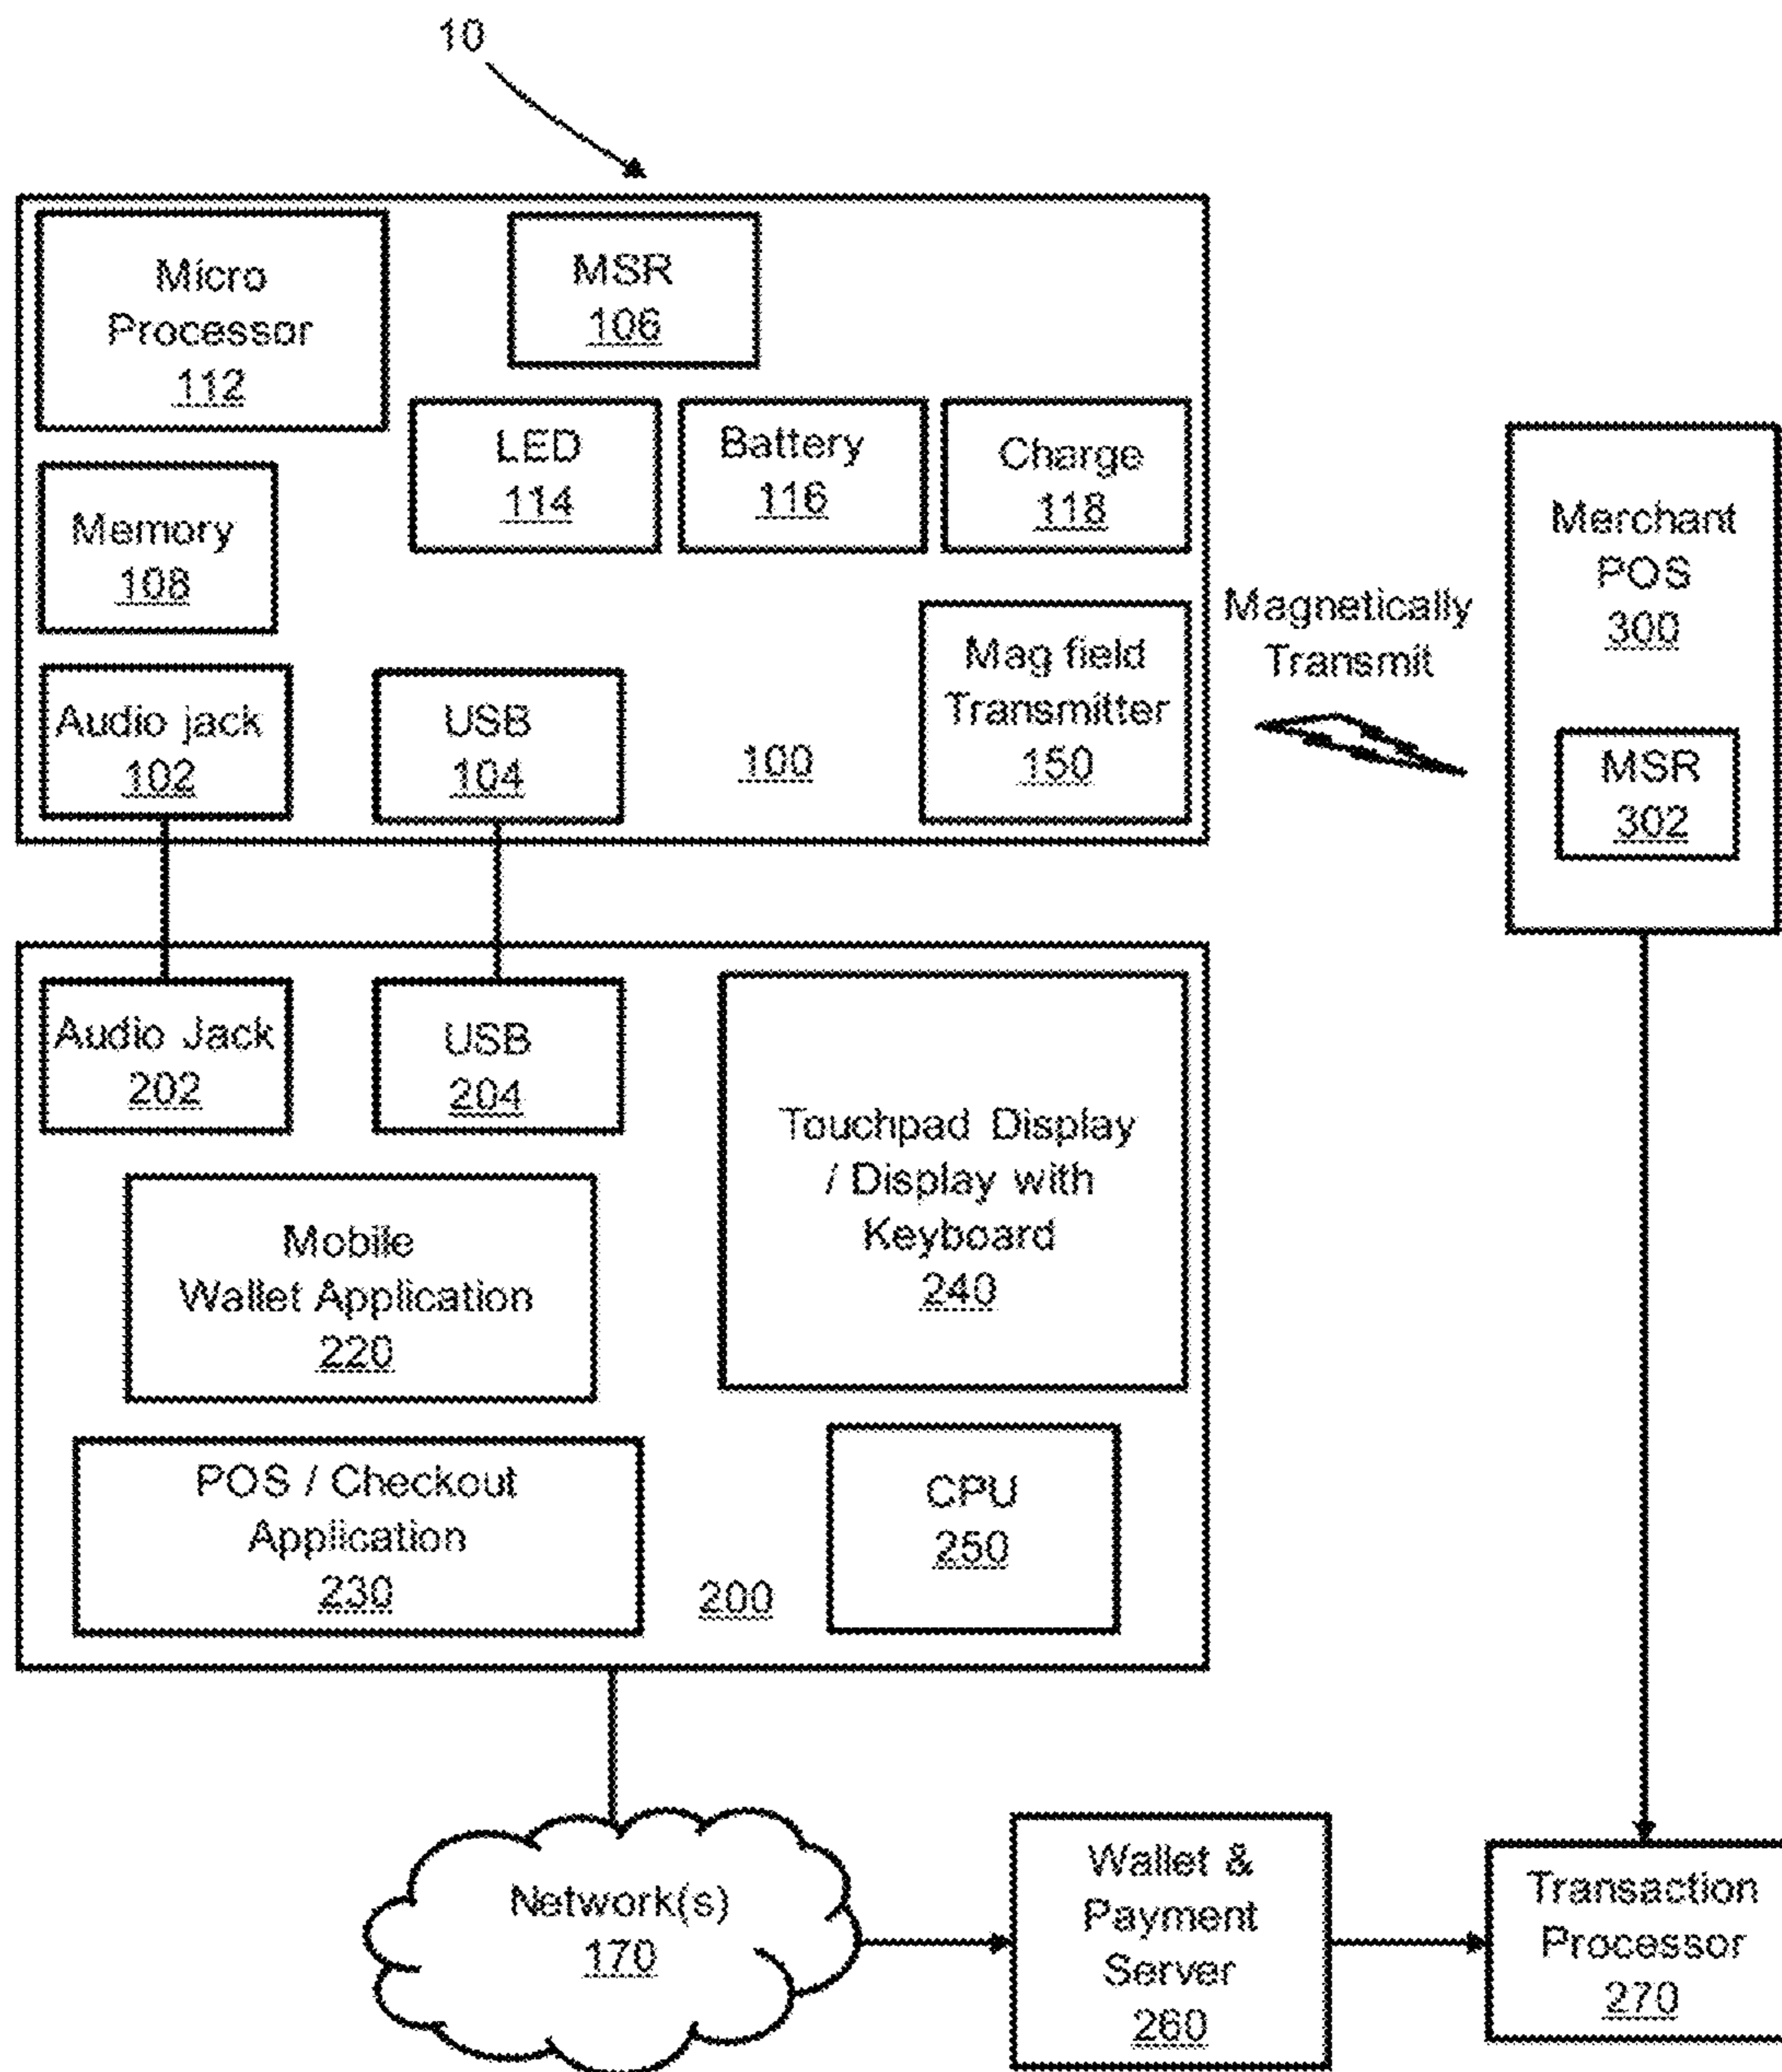 10
Micro
Processor
112
MSR
106
LED
114
Battery
116
Charge
118
Memory
108
Audio jack
102
USB
104
100
Mag field
Transmitter
150
Magnetically
Transmit
Merchant
POS
300
MSR
302
Audio Jack
202
USB
204
Touchpad Display
/ Display with
Keyboard
240
Mobile
Wallet Application
220
POS / Checkout
Application
230
200
CPU
250
Network(s)
170
Wallet &
Payment
Server
260
Transaction
Processor
270